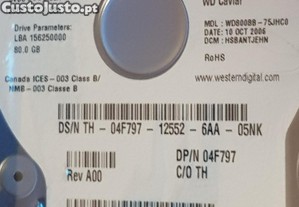 Custojusto.pt
WD Caviar
Drive Parameters:
LBA 156250000
80.0 GB
MDL: WD800BB-75JHC0
DATE: 10 OCT 2006
DCM: HSBANTJEHN
RoHS
Canada ICES-003 Class B/
NMB-003 Classe B
www.westerndigital.com
DS/N TH - 04F797 - 12552 - 6AA - 05NK
DP/N 04F797
Rev A00
C/O TH